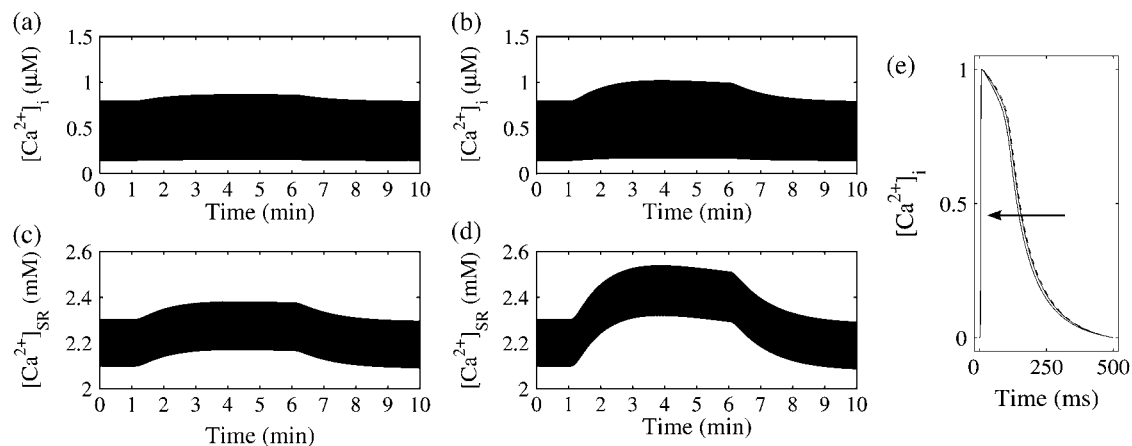 (a)
1.5
1
0.5
0
[Ca²⁺]ᵢ (μM)
0 1 2 3 4 5 6 7 8 9 10
Time (min)
(b)
1.5
1
0.5
0
[Ca²⁺]ᵢ (μM)
0 1 2 3 4 5 6 7 8 9 10
Time (min)
(c)
2.6
2.4
2.2
2
[Ca²⁺]SR (mM)
0 1 2 3 4 5 6 7 8 9 10
Time (min)
(d)
2.6
2.4
2.2
2
[Ca²⁺]SR (mM)
0 1 2 3 4 5 6 7 8 9 10
Time (min)
(e)
1
0.5
0
[Ca²⁺]ᵢ
0 250 500
Time (ms)